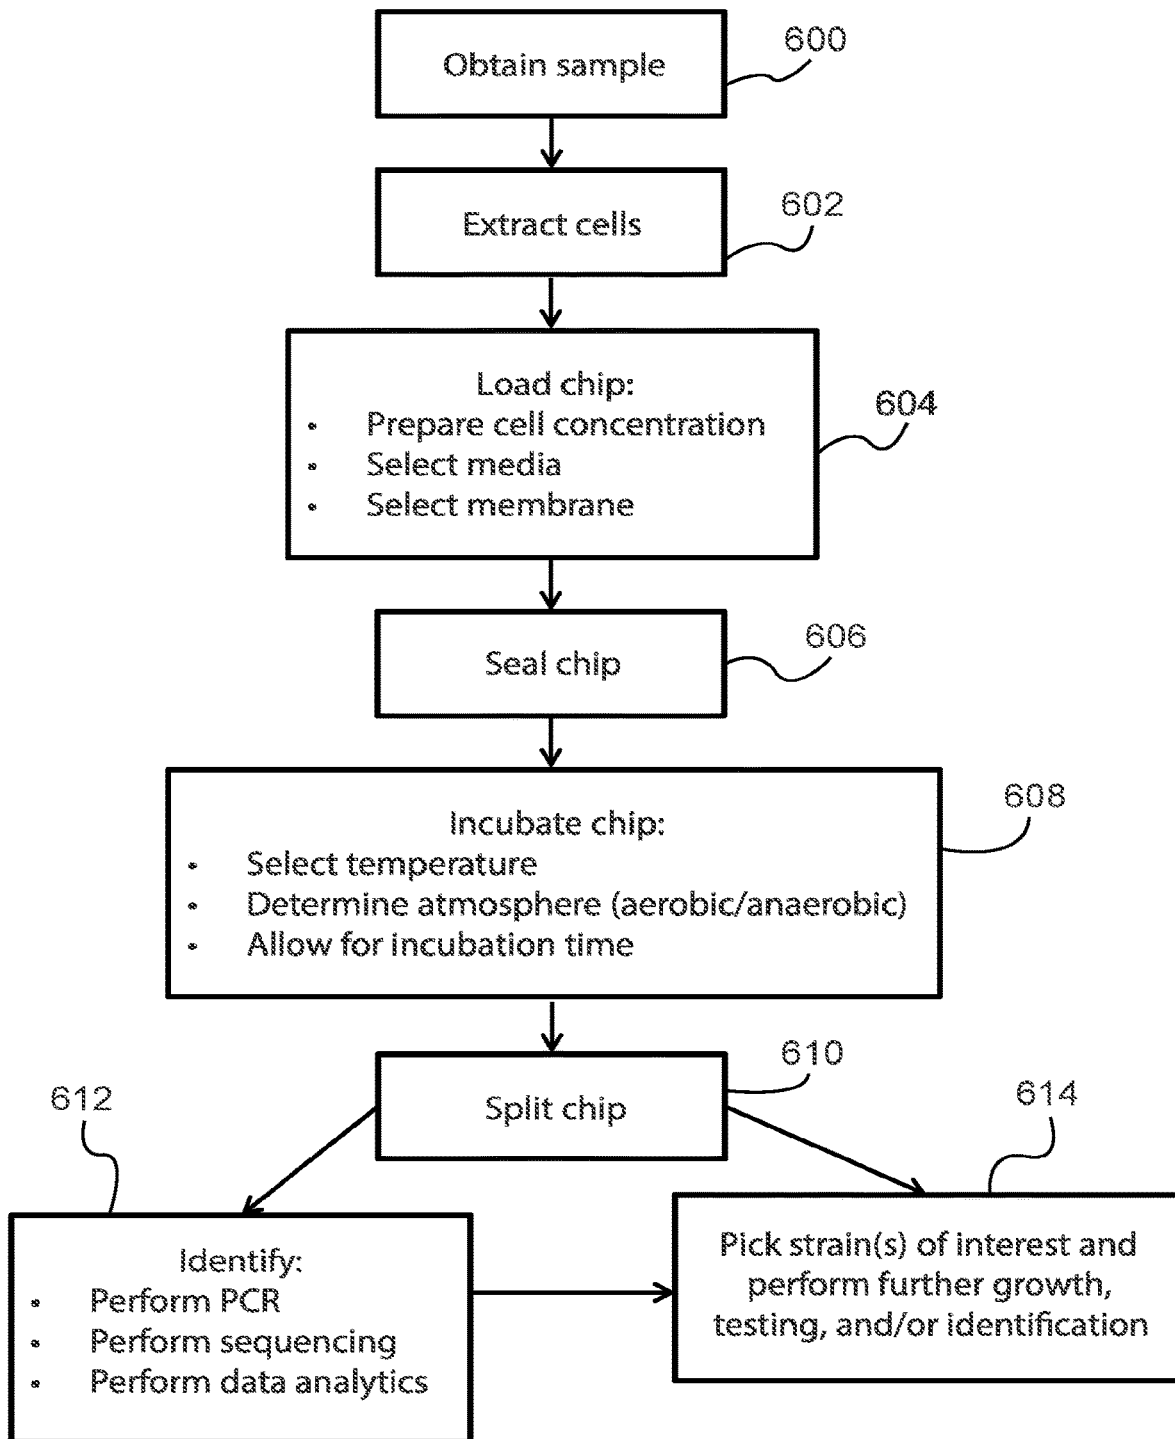 Obtain sample
600
Extract cells
602
Load chip:
• Prepare cell concentration
• Select media
• Select membrane
604
Seal chip
606
Incubate chip:
• Select temperature
• Determine atmosphere (aerobic/anaerobic)
• Allow for incubation time
608
Split chip
610
612
Identify:
• Perform PCR
• Perform sequencing
• Perform data analytics
614
Pick strain(s) of interest and
perform further growth,
testing, and/or identification